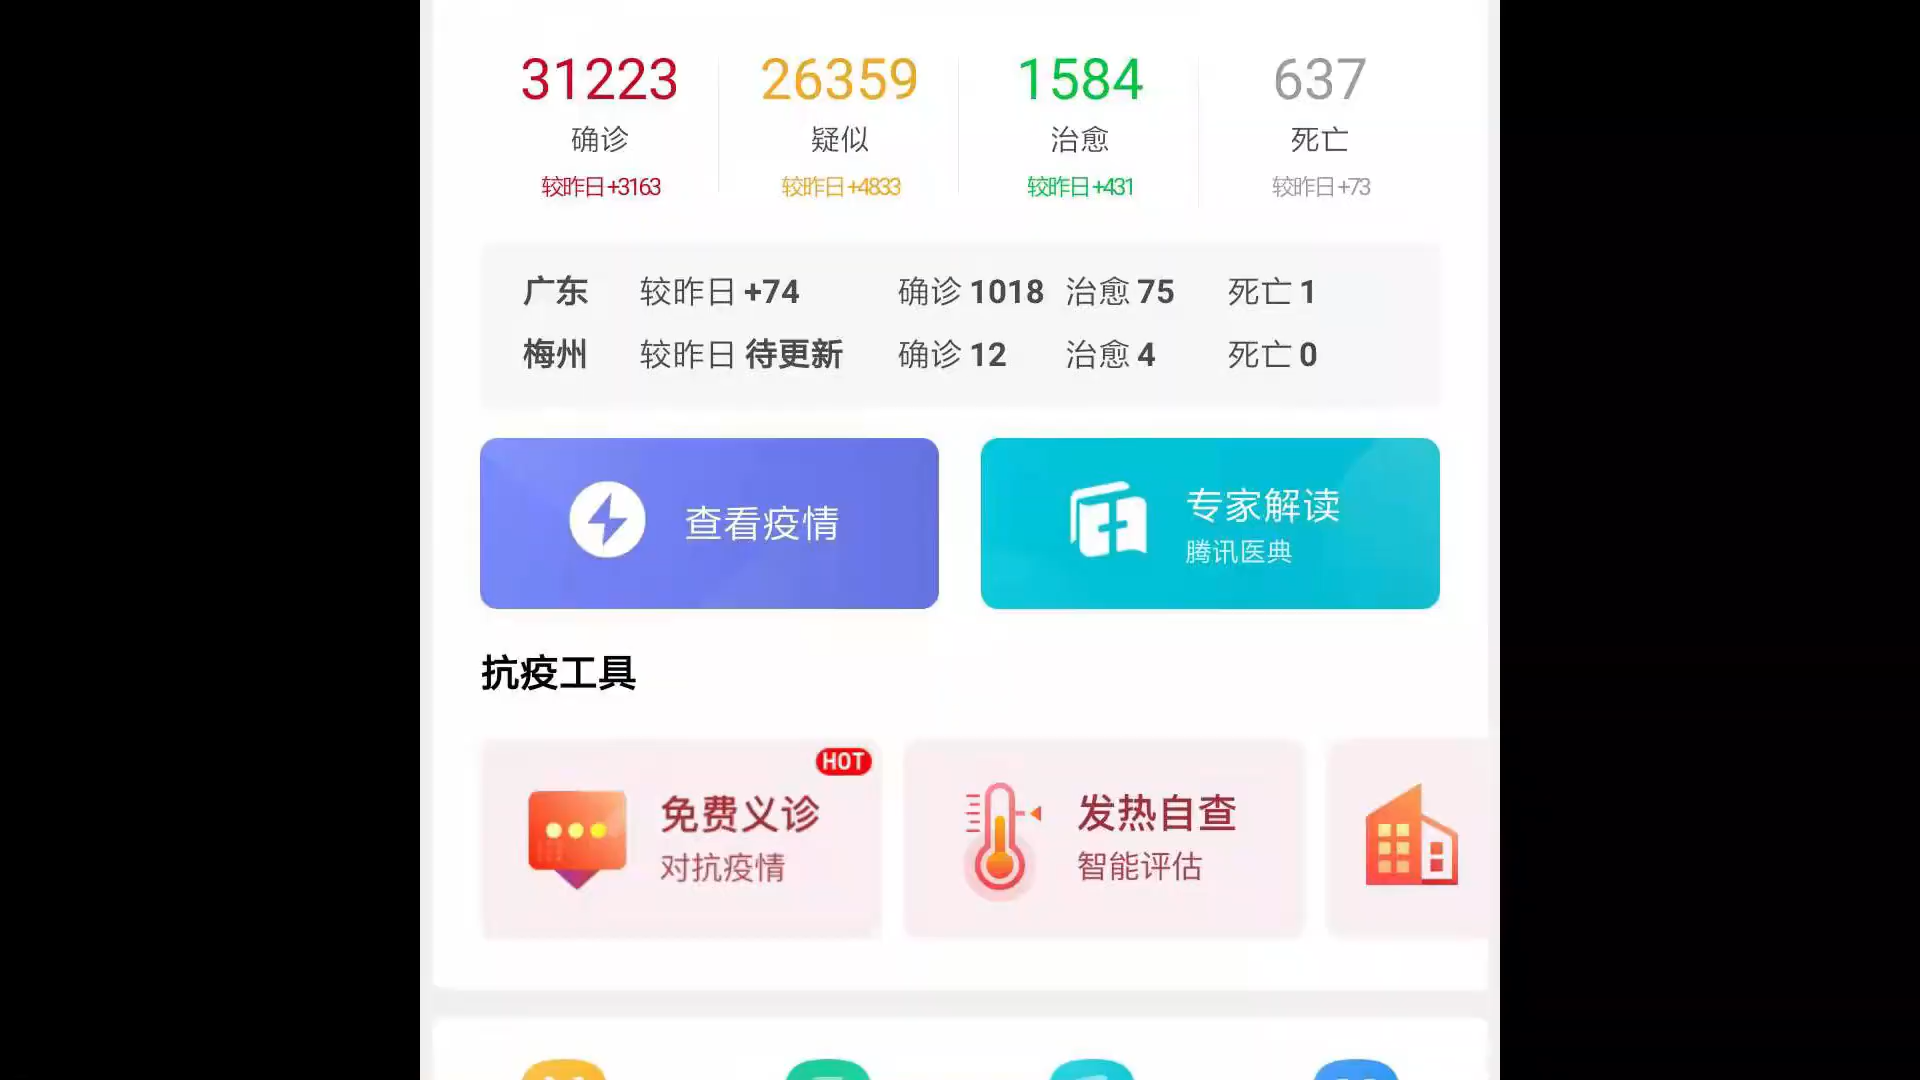 31223 26359 1584 637
确诊 疑似 治愈 死亡
较昨日+3163 较昨日+4833 较昨日+431 较昨日+73
广东 较昨日 +74 确诊 1018 治愈 75 死亡 1
梅州 较昨日 待更新 确诊 12 治愈 4 死亡 0
查看疫情
专家解读
腾讯医典
抗疫工具
HOT
免费义诊
对抗疫情
发热自查
智能评估